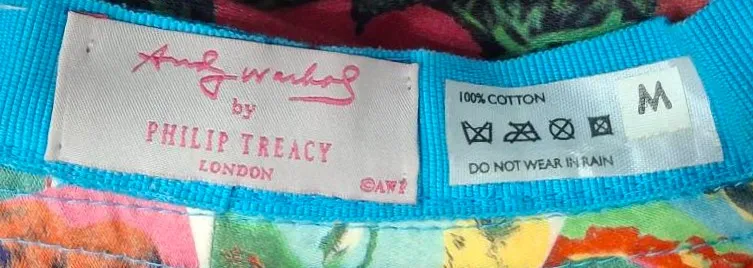 Andy Warhol
by
PHILIP TREACY
LONDON
©AWF
100% COTTON
M
DO NOT WEAR IN RAIN